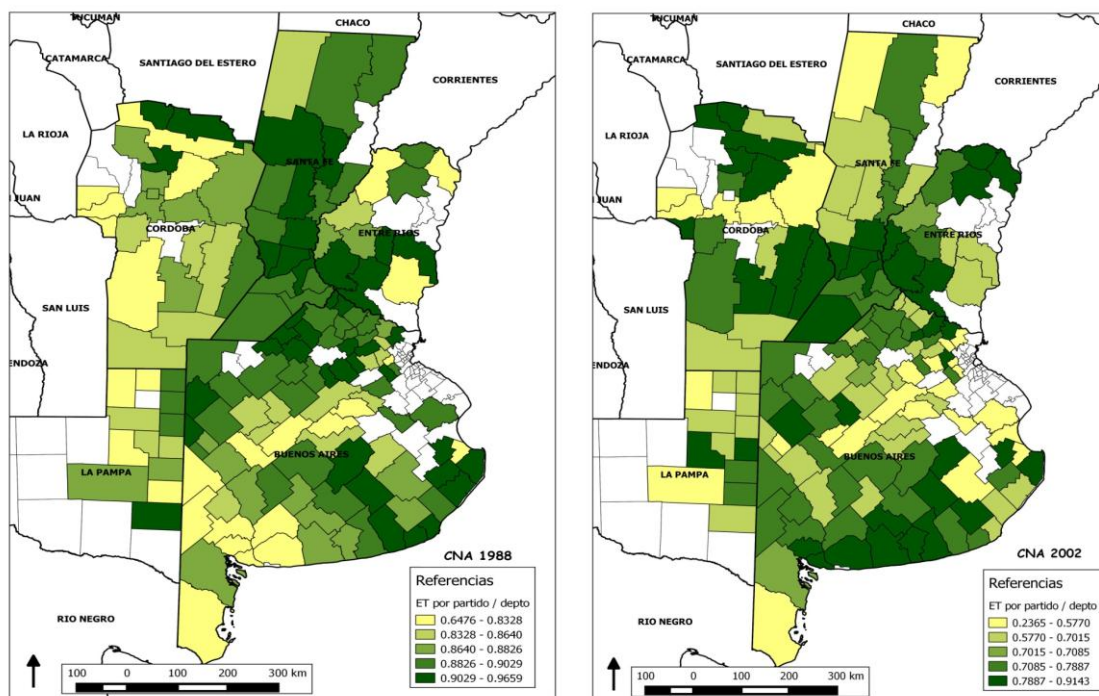 TUCUMAN
CHACO
CATAMARCA
SANTIAGO DEL ESTERO
CORRIENTES
LA RIOJA
SANTA FE
N JUAN
CORDOBA
ENTRE RIOS
SAN LUIS
ENDOZA
BUENOS AIRES
LA PAMPA
CNA 1988
Referencias
ET por partido / depto
0.6476 - 0.8328
0.8328 - 0.8640
0.8640 - 0.8826
0.8826 - 0.9029
0.9029 - 0.9659
RIO NEGRO
100 0 100 200 300 km
TUCUMAN
CHACO
CATAMARCA
SANTIAGO DEL ESTERO
CORRIENTES
LA RIOJA
SANTA FE
N JUAN
CORDOBA
ENTRE RIOS
SAN LUIS
ENDOZA
BUENOS AIRES
LA PAMPA
CNA 2002
Referencias
ET por partido / depto
0.2365 - 0.5770
0.5770 - 0.7015
0.7015 - 0.7085
0.7085 - 0.7887
0.7887 - 0.9143
RIO NEGRO
100 0 100 200 300 km